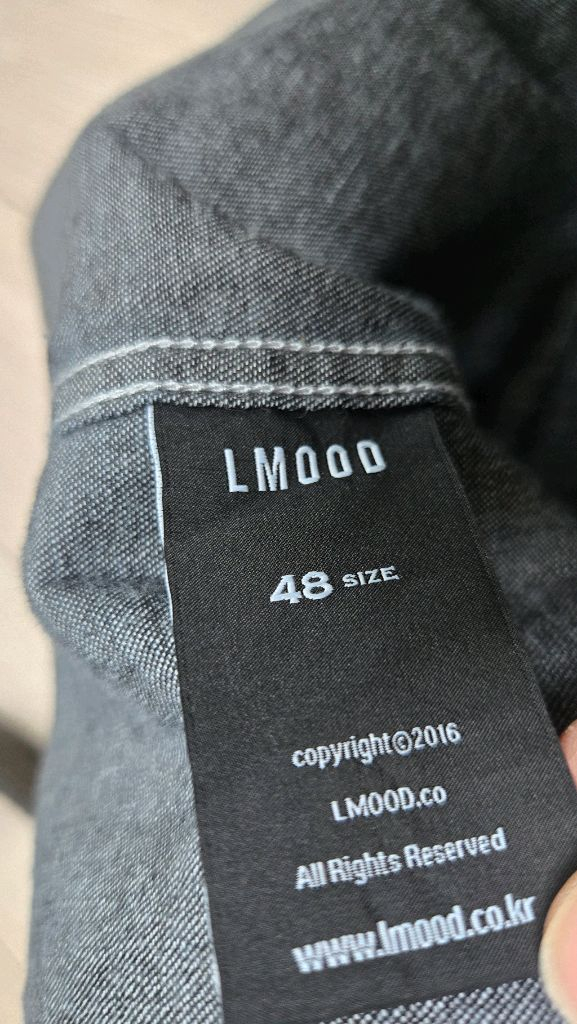 LMOOD
48 SIZE
copyright©2016
LMOOD.co
All Rights Reserved
www.lmood.co.kr